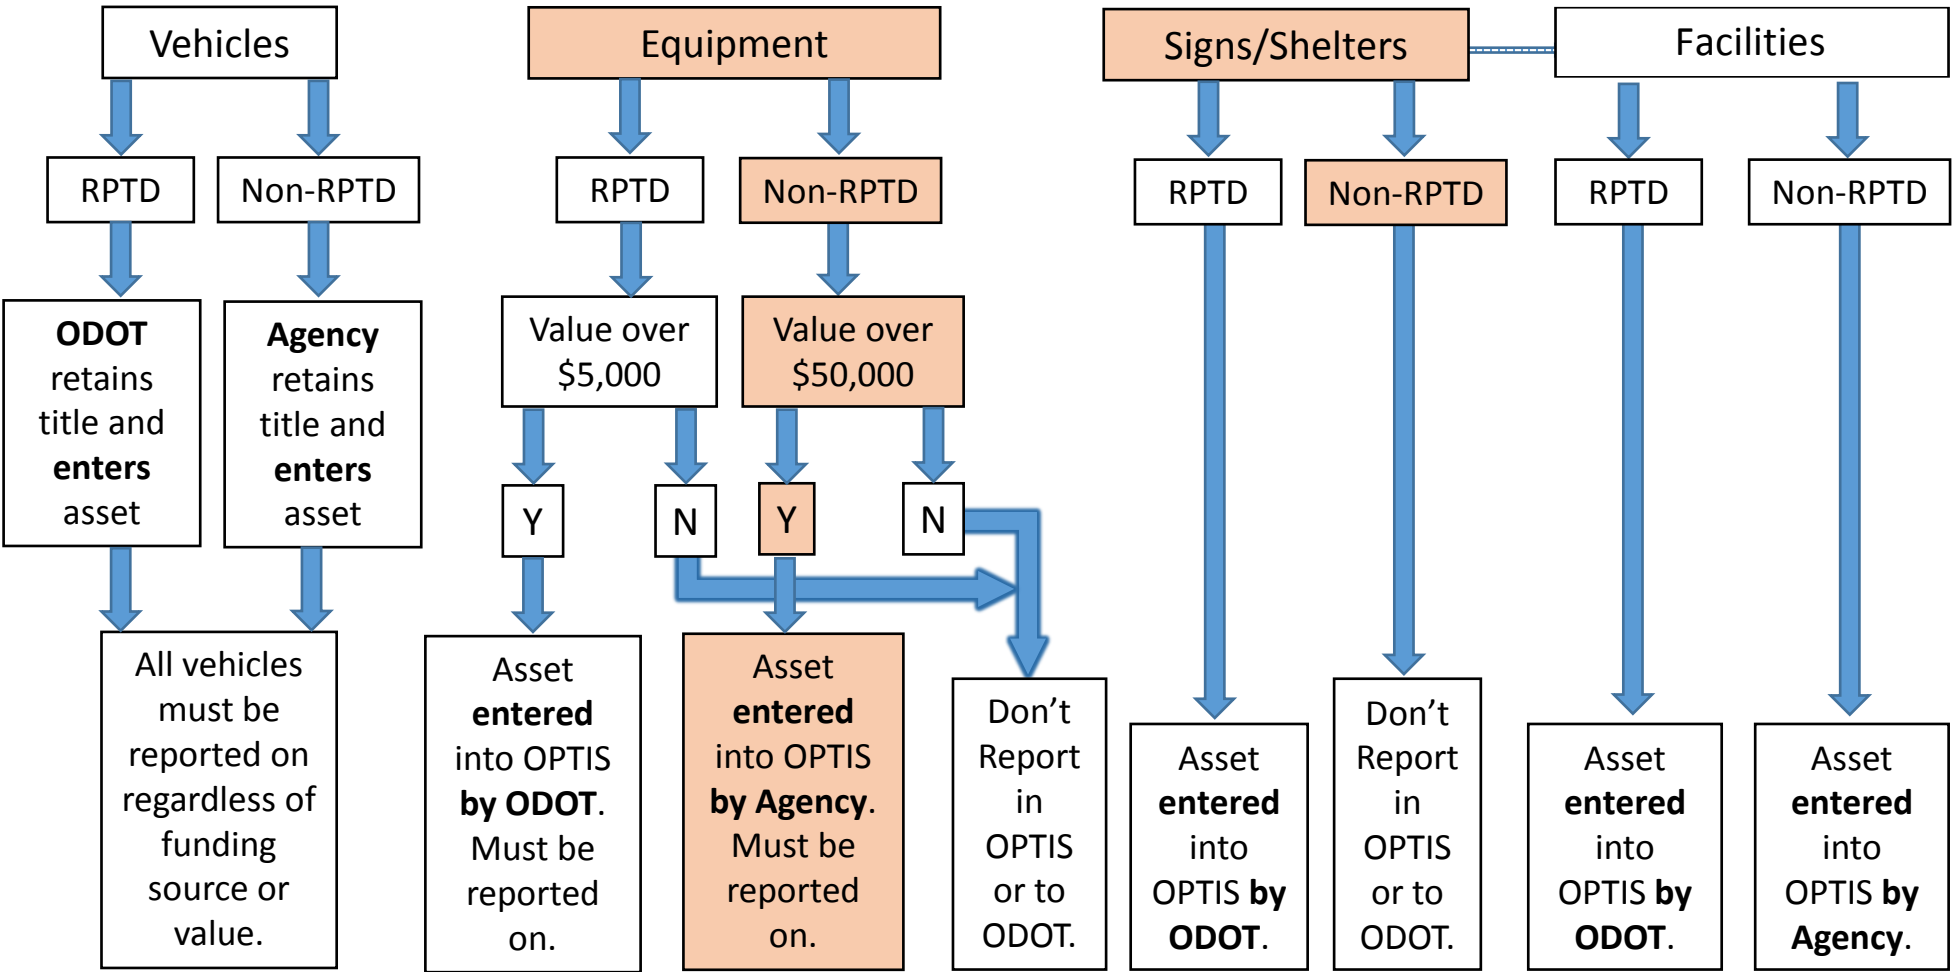 Vehicles
Equipment
Signs/Shelters
Facilities
RPTD
Non-RPTD
RPTD
Non-RPTD
RPTD
Non-RPTD
RPTD
Non-RPTD
ODOT
retains
title and
enters
asset
Agency
retains
title and
enters
asset
Value over
$5,000
Value over
$50,000
Y
N
Y
N
All vehicles
must be
reported on
regardless of
funding
source or
value.
Asset
entered
into OPTIS
by ODOT.
Must be
reported
on.
Asset
entered
into OPTIS
by Agency.
Must be
reported
on.
Don’t
Report
in
OPTIS
or to
ODOT.
Asset
entered
into
OPTIS by
ODOT.
Don’t
Report
in
OPTIS
or to
ODOT.
Asset
entered
into
OPTIS by
ODOT.
Asset
entered
into
OPTIS by
Agency.